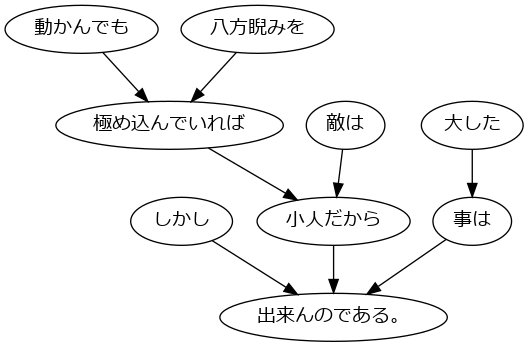 動かんでも
八方睨みを
極め込んでいれば
敵は
大した
しかし
小人だから
事は
出来んのである。